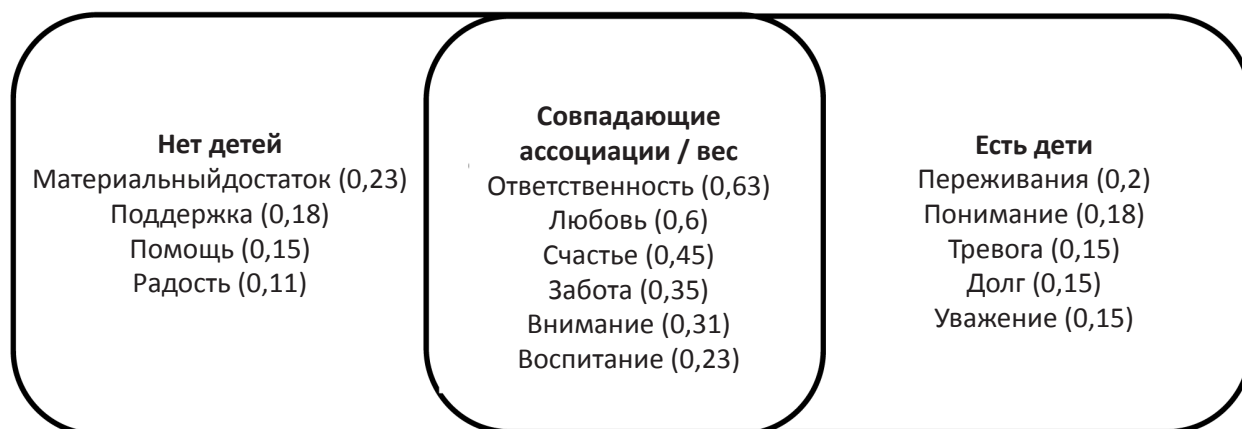 Нет детей
Материальныйдостаток (0,23)
Поддержка (0,18)
Помощь (0,15)
Радость (0,11)
Совпадающие
ассоциации / вес
Ответственность (0,63)
Любовь (0,6)
Счастье (0,45)
Забота (0,35)
Внимание (0,31)
Воспитание (0,23)
Есть дети
Переживания (0,2)
Понимание (0,18)
Тревога (0,15)
Долг (0,15)
Уважение (0,15)